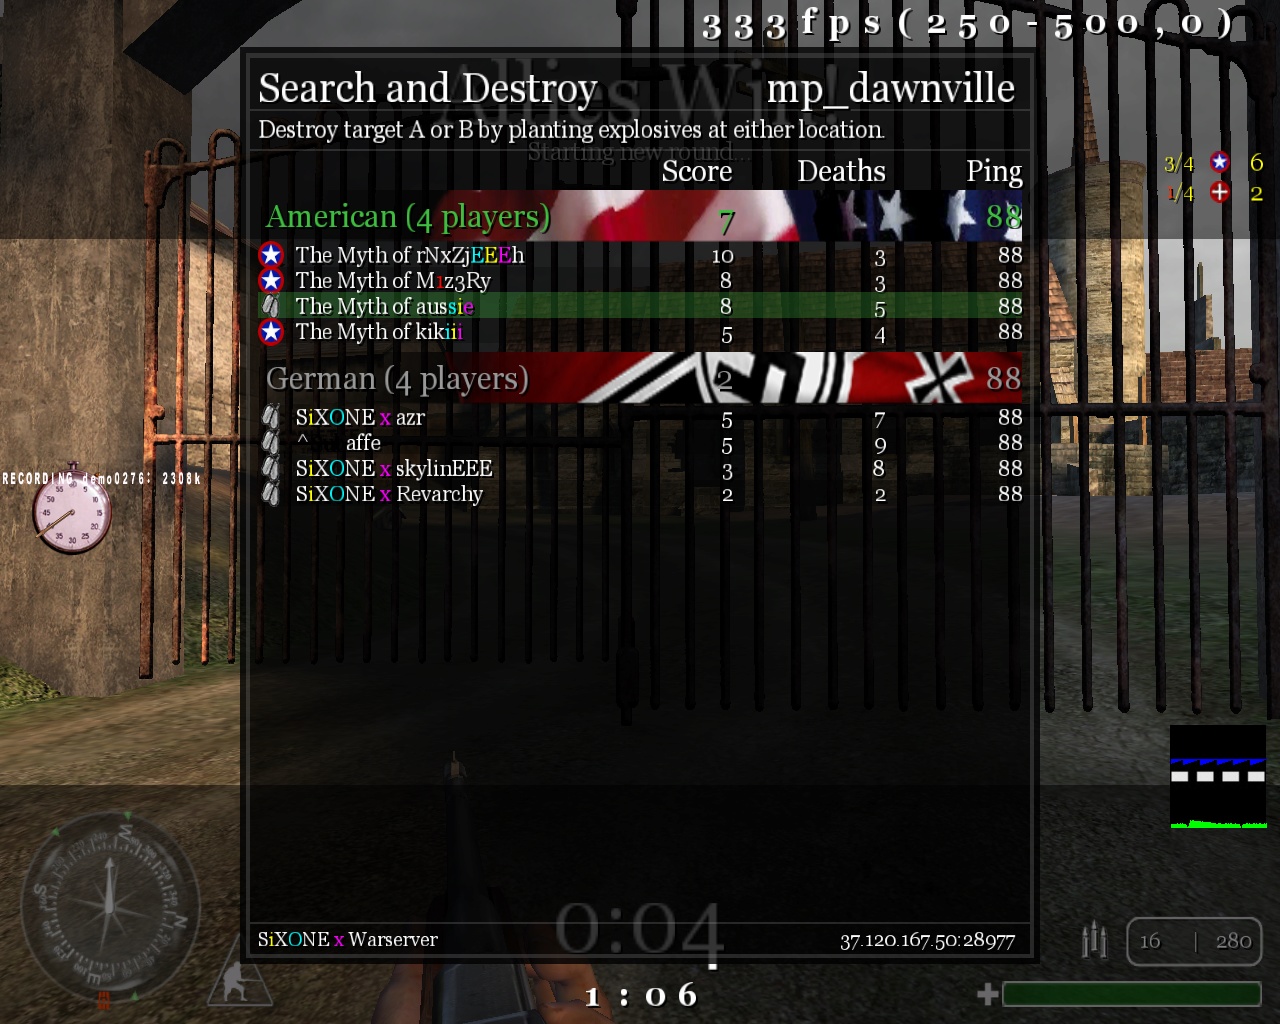 333fps(250-500,0)
Allies Win!
Search and Destroy mp_dawnville
Destroy target A or B by planting explosives at either location.
Starting new round...
Score Deaths Ping
3/4 6
1/4 2
American (4 players) 7 88
The Myth of rNxZjEEEh 10 3 88
The Myth of M1z3Ry 8 3 88
The Myth of aussie 8 5 88
The Myth of kikiii 5 4 88
German (4 players) 2 88
SiXONE x azr 5 7 88
^ affe 5 9 88
SiXONE x skylinEEE 3 8 88
SiXONE x Revarchy 2 2 88
RECORDING demo0276: 2308k
0:04
SiXONE x Warserver 37.120.167.50:28977
16 | 280
1:06